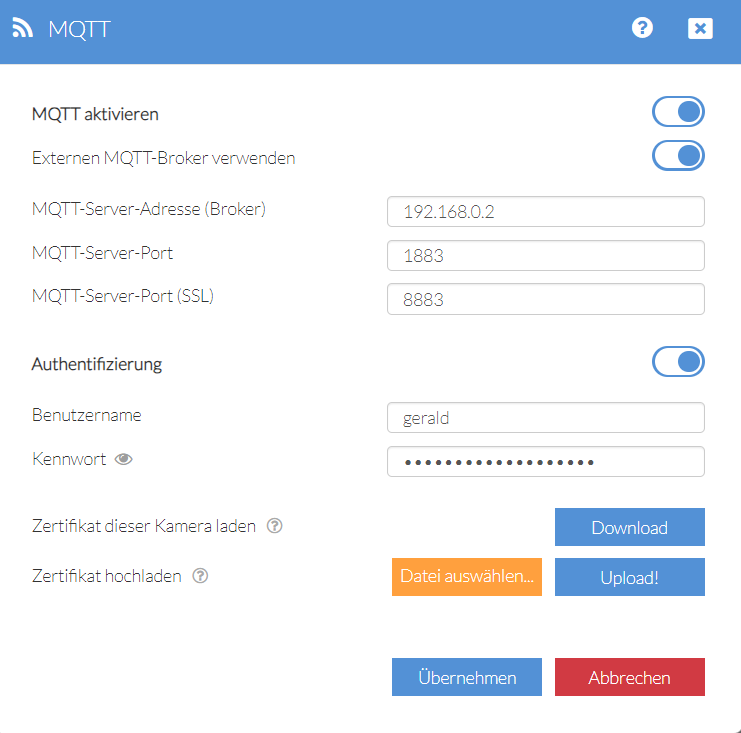 MQTT
MQTT aktivieren
Externen MQTT-Broker verwenden
MQTT-Server-Adresse (Broker) 192.168.0.2
MQTT-Server-Port 1883
MQTT-Server-Port (SSL) 8883
Authentifizierung
Benutzername gerald
Kennwort •••••••••••••••••••
Zertifikat dieser Kamera laden ? Download
Zertifikat hochladen ? Datei auswählen... Upload!
Übernehmen Abbrechen